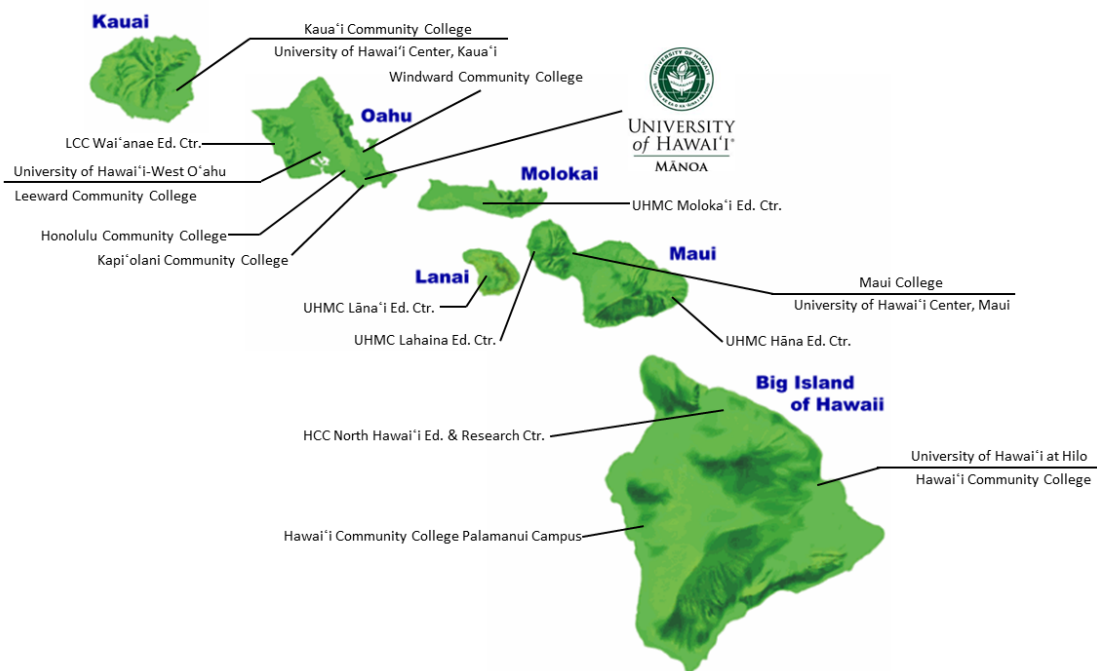 Kauai
Kauaʻi Community College
University of Hawaiʻi Center, Kauaʻi
Windward Community College
Oahu
UNIVERSITY OF HAWAIʻI
UNIVERSITY
of HAWAIʻI®
MĀNOA
LCC Waiʻanae Ed. Ctr.
University of Hawaiʻi-West Oʻahu
Leeward Community College
Molokai
UHMC Molokaʻi Ed. Ctr.
Honolulu Community College
Kapiʻolani Community College
Lanai
Maui
Maui College
University of Hawaiʻi Center, Maui
UHMC Lānaʻi Ed. Ctr.
UHMC Lahaina Ed. Ctr.
UHMC Hāna Ed. Ctr.
Big Island
of Hawaii
HCC North Hawaiʻi Ed. & Research Ctr.
University of Hawaiʻi at Hilo
Hawaiʻi Community College
Hawaiʻi Community College Palamanui Campus